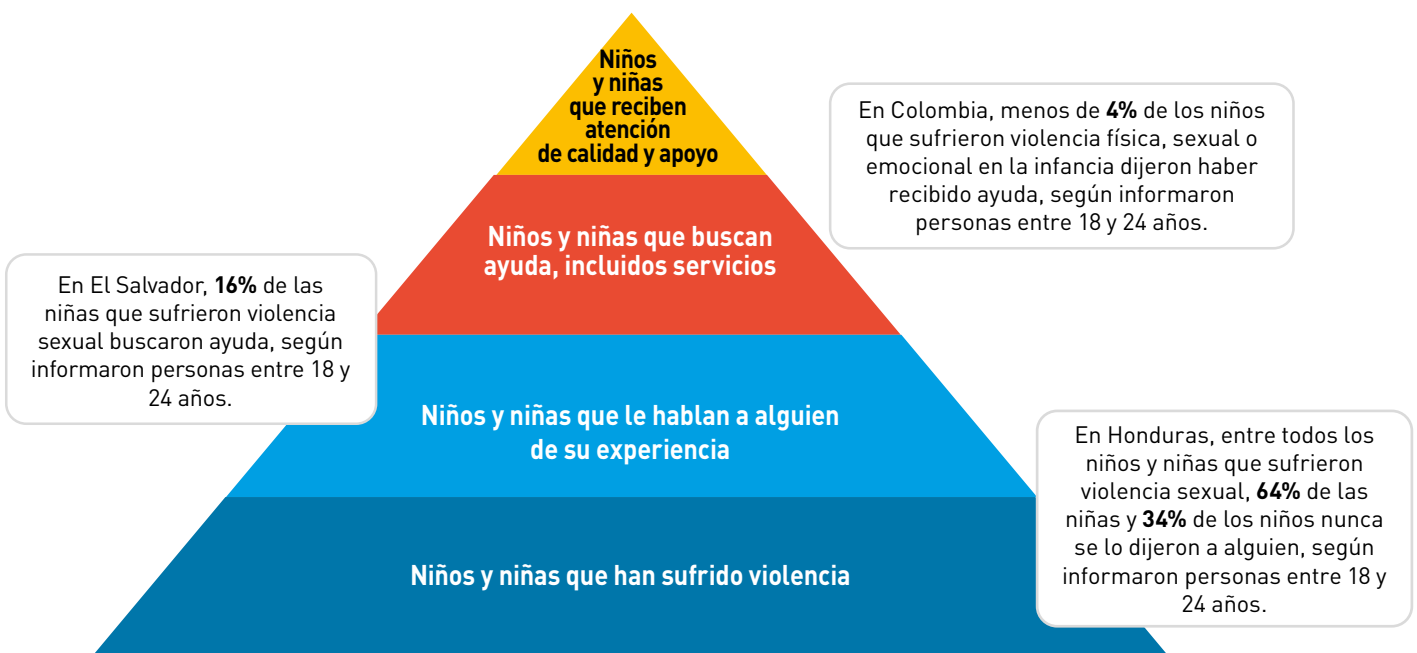 Niños
y niñas
que reciben
atención
de calidad y apoyo
En Colombia, menos de 4% de los niños
que sufrieron violencia física, sexual o
emocional en la infancia dijeron haber
recibido ayuda, según informaron
personas entre 18 y 24 años.
Niños y niñas que buscan
ayuda, incluidos servicios
En El Salvador, 16% de las
niñas que sufrieron violencia
sexual buscaron ayuda, según
informaron personas entre 18 y
24 años.
Niños y niñas que le hablan a alguien
de su experiencia
En Honduras, entre todos los
niños y niñas que sufrieron
violencia sexual, 64% de las
niñas y 34% de los niños nunca
se lo dijeron a alguien, según
informaron personas entre 18 y
24 años.
Niños y niñas que han sufrido violencia